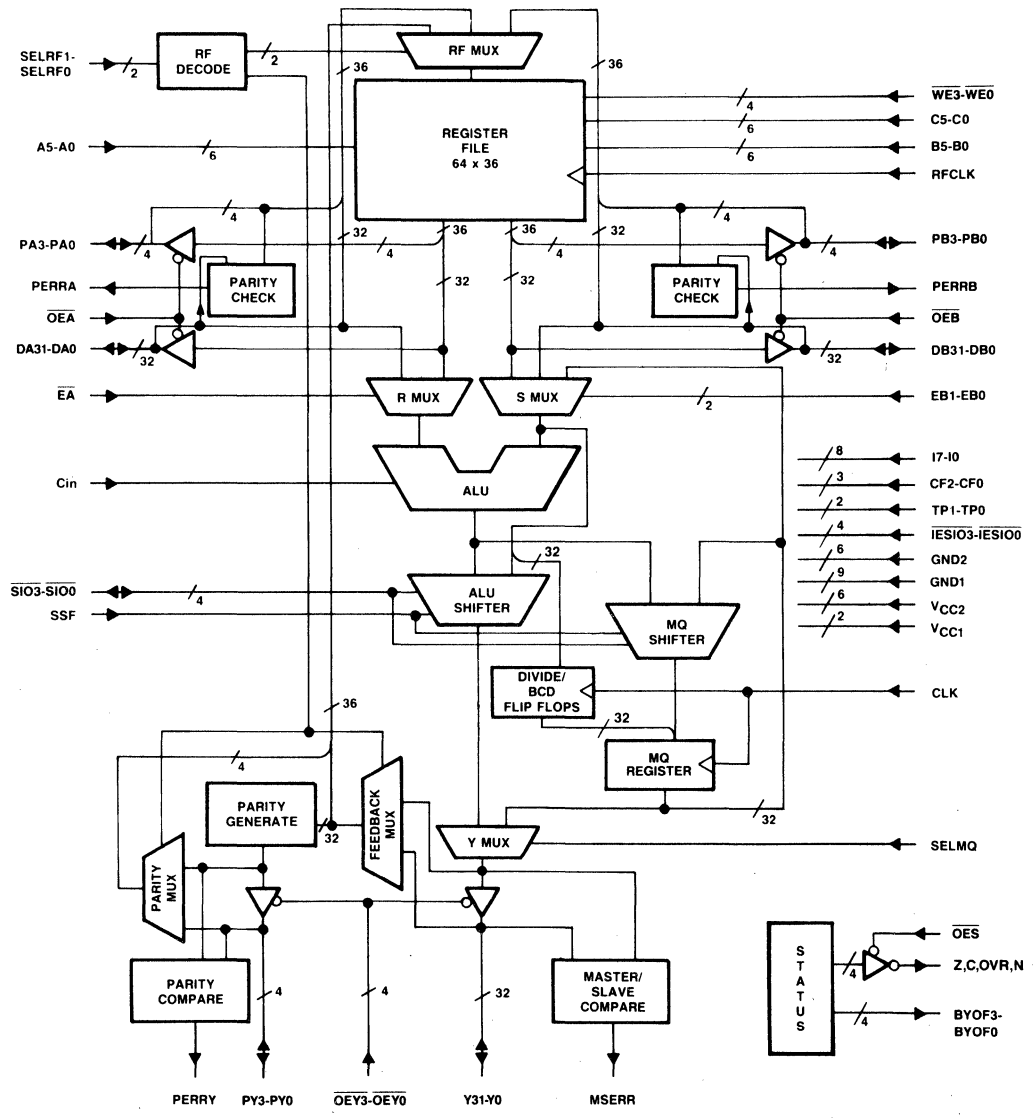 RF MUX
SELRF1-
SELRF0
2
RF
DECODE
2
36
36
WE3-WE0
4
REGISTER
FILE
64 x 36
C5-C0
6
A5-A0
6
B5-B0
6
RFCLK
4
4
32
36
36
32
PA3-PA0
4
4
4
4
PB3-PB0
PERRA
PARITY
CHECK
32
32
PARITY
CHECK
PERRB
OEA
OEB
DA31-DA0
32
32
DB31-DB0
EA
R MUX
S MUX
2
EB1-EB0
Cin
ALU
8
I7-I0
3
CF2-CF0
2
TP1-TP0
4
IESIO3-IESIO0
6
GND2
9
GND1
6
VCC2
2
VCC1
32
SIO3-SIO0
4
SSF
ALU
SHIFTER
MQ
SHIFTER
DIVIDE/
BCD
FLIP FLOPS
CLK
36
32
4
MQ
REGISTER
PARITY
GENERATE
32
FEEDBACK
MUX
32
Y MUX
SELMQ
PARITY
MUX
PARITY
COMPARE
4
4
32
MASTER/
SLAVE
COMPARE
STATUS
OES
4
Z,C,OVR,N
4
BYOF3-
BYOF0
PERRY
PY3-PY0
OEY3-OEY0
Y31-Y0
MSERR